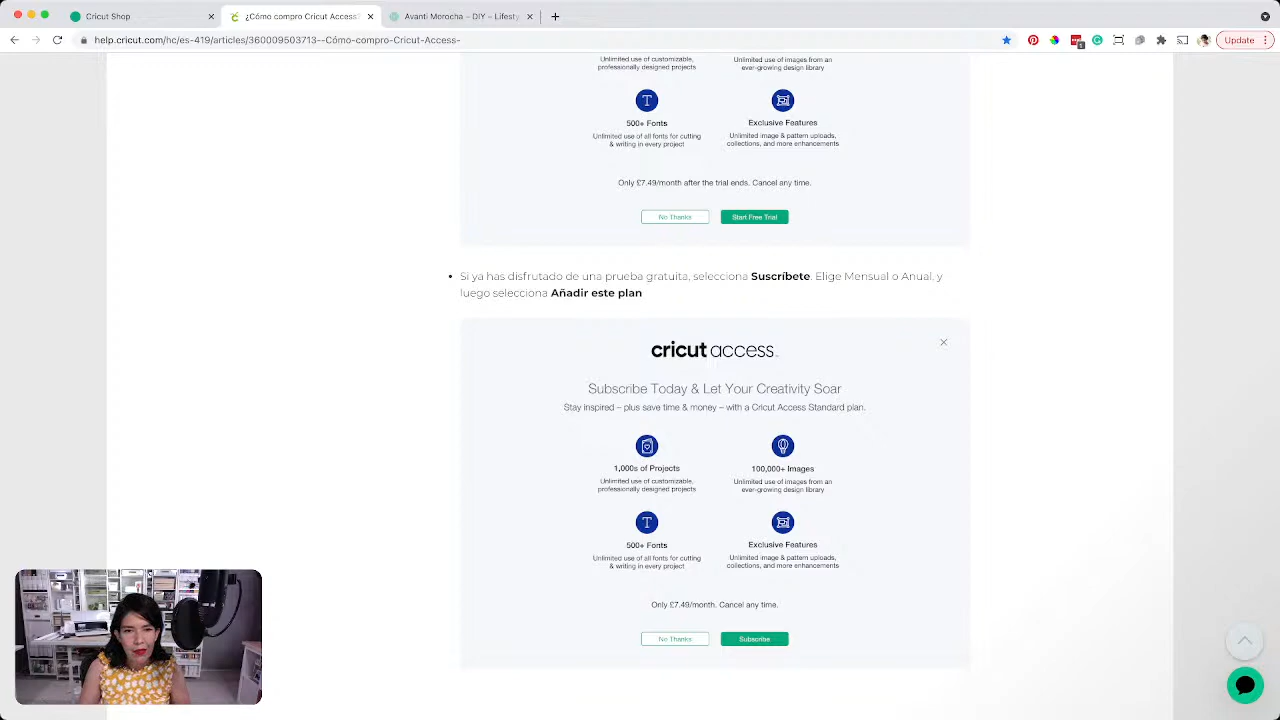 Cricut Shop
¿Cómo compro Cricut Access?
Avanti Morocha – DIY – Lifesty
help.cricut.com/hc/es-419/articles/360009503713--Cómo-compro-Cricut-Access-
Update
Unlimited use of customizable,
professionally designed projects
Unlimited use of images from an
ever-growing design library
500+ Fonts
Unlimited use of all fonts for cutting
& writing in every project
Exclusive Features
Unlimited image & pattern uploads,
collections, and more enhancements
Only £7.49/month after the trial ends. Cancel any time.
No Thanks
Start Free Trial
Si ya has disfrutado de una prueba gratuita, selecciona Suscríbete. Elige Mensual o Anual, y
luego selecciona Añadir este plan
cricut access
Subscribe Today & Let Your Creativity Soar
Stay inspired – plus save time & money – with a Cricut Access Standard plan.
1,000s of Projects
Unlimited use of customizable,
professionally designed projects
100,000+ Images
Unlimited use of images from an
ever-growing design library
500+ Fonts
Unlimited use of all fonts for cutting
& writing in every project
Exclusive Features
Unlimited image & pattern uploads,
collections, and more enhancements
Only £7.49/month. Cancel any time.
No Thanks
Subscribe